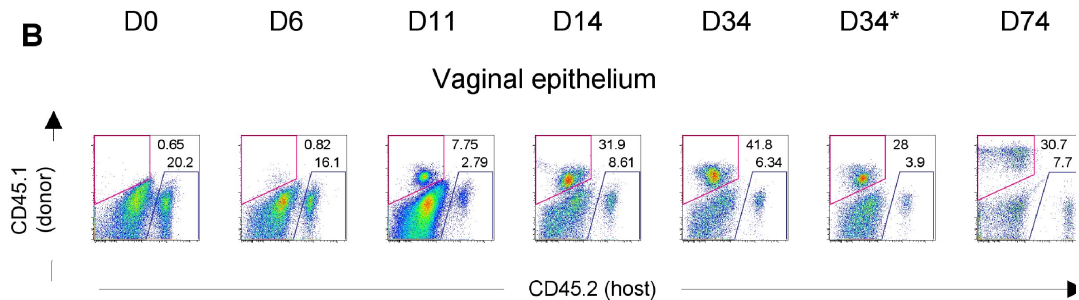 B
D0 D6 D11 D14 D34 D34* D74
Vaginal epithelium
CD45.1
(donor)
0.65 0.82 7.75 31.9 41.8 28 30.7
20.2 16.1 2.79 8.61 6.34 3.9 7.7
CD45.2 (host)